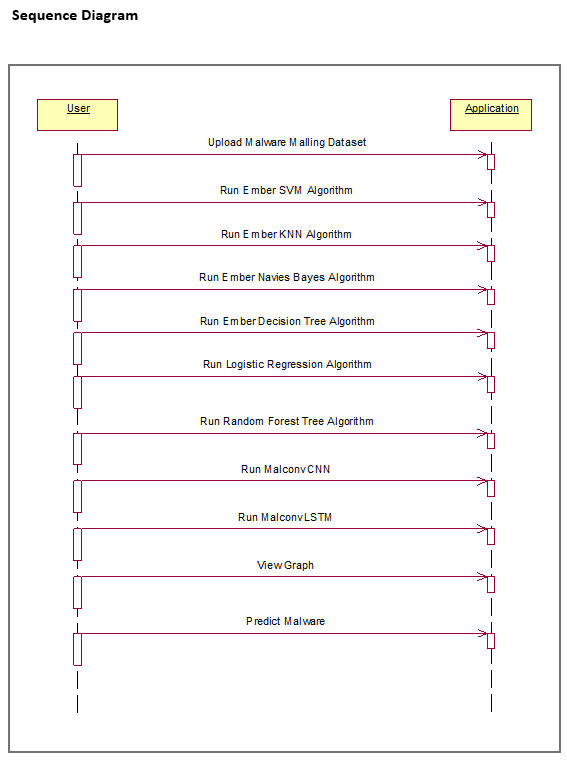 Sequence Diagram
User
Application
Upload Malware Malling Dataset
Run Ember SVM Algorithm
Run Ember KNN Algorithm
Run Ember Navies Bayes Algorithm
Run Ember Decision Tree Algorithm
Run Logistic Regression Algorithm
Run Random Forest Tree Algorithm
Run Malconv CNN
Run Malconv LSTM
View Graph
Predict Malware